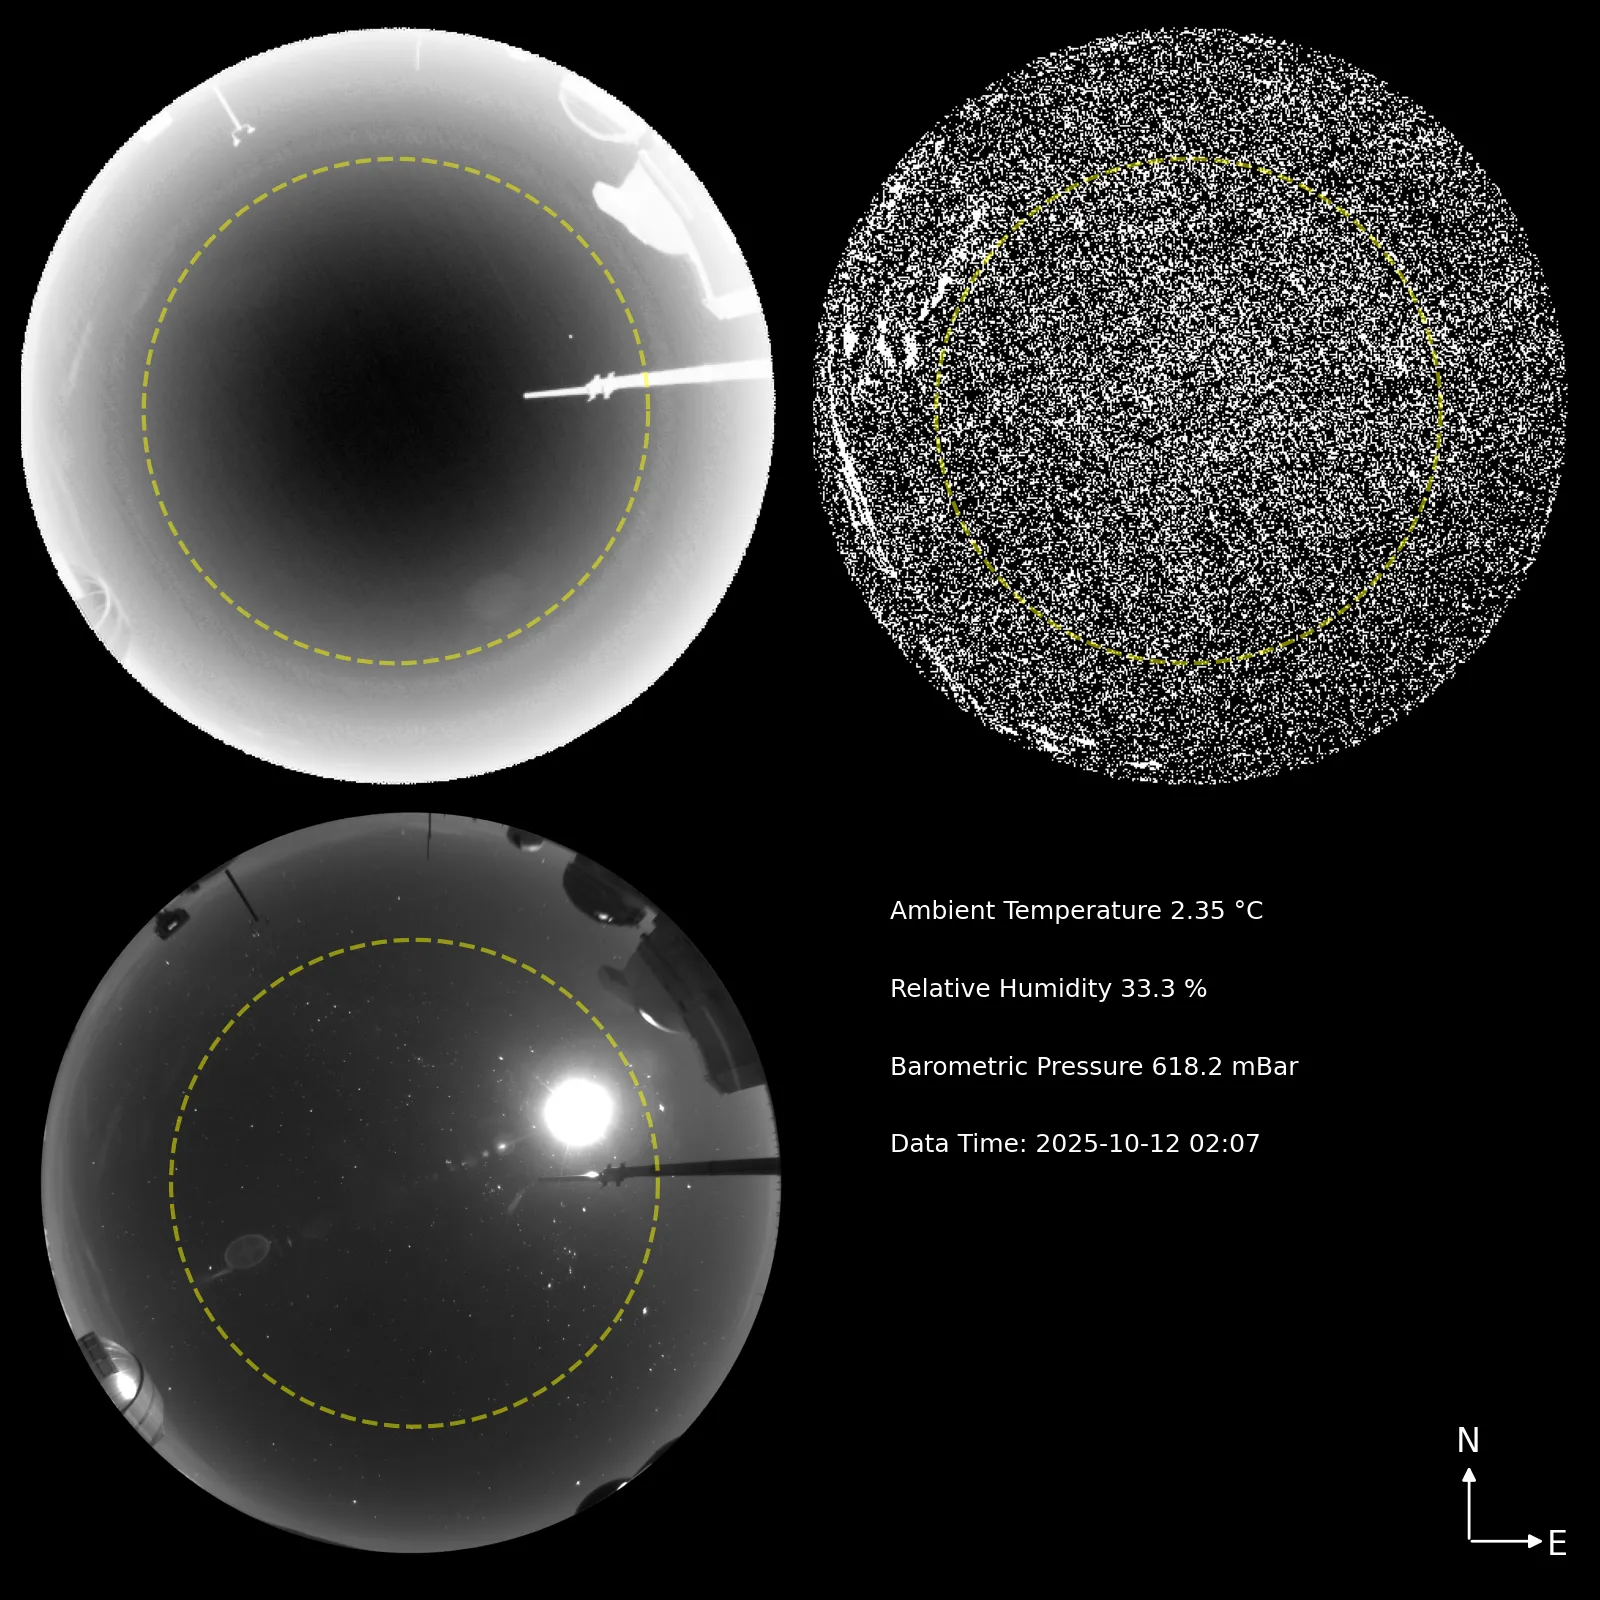 Ambient Temperature 2.35 °C
Relative Humidity 33.3 %
Barometric Pressure 618.2 mBar
Data Time: 2025-10-12 02:07
N
E